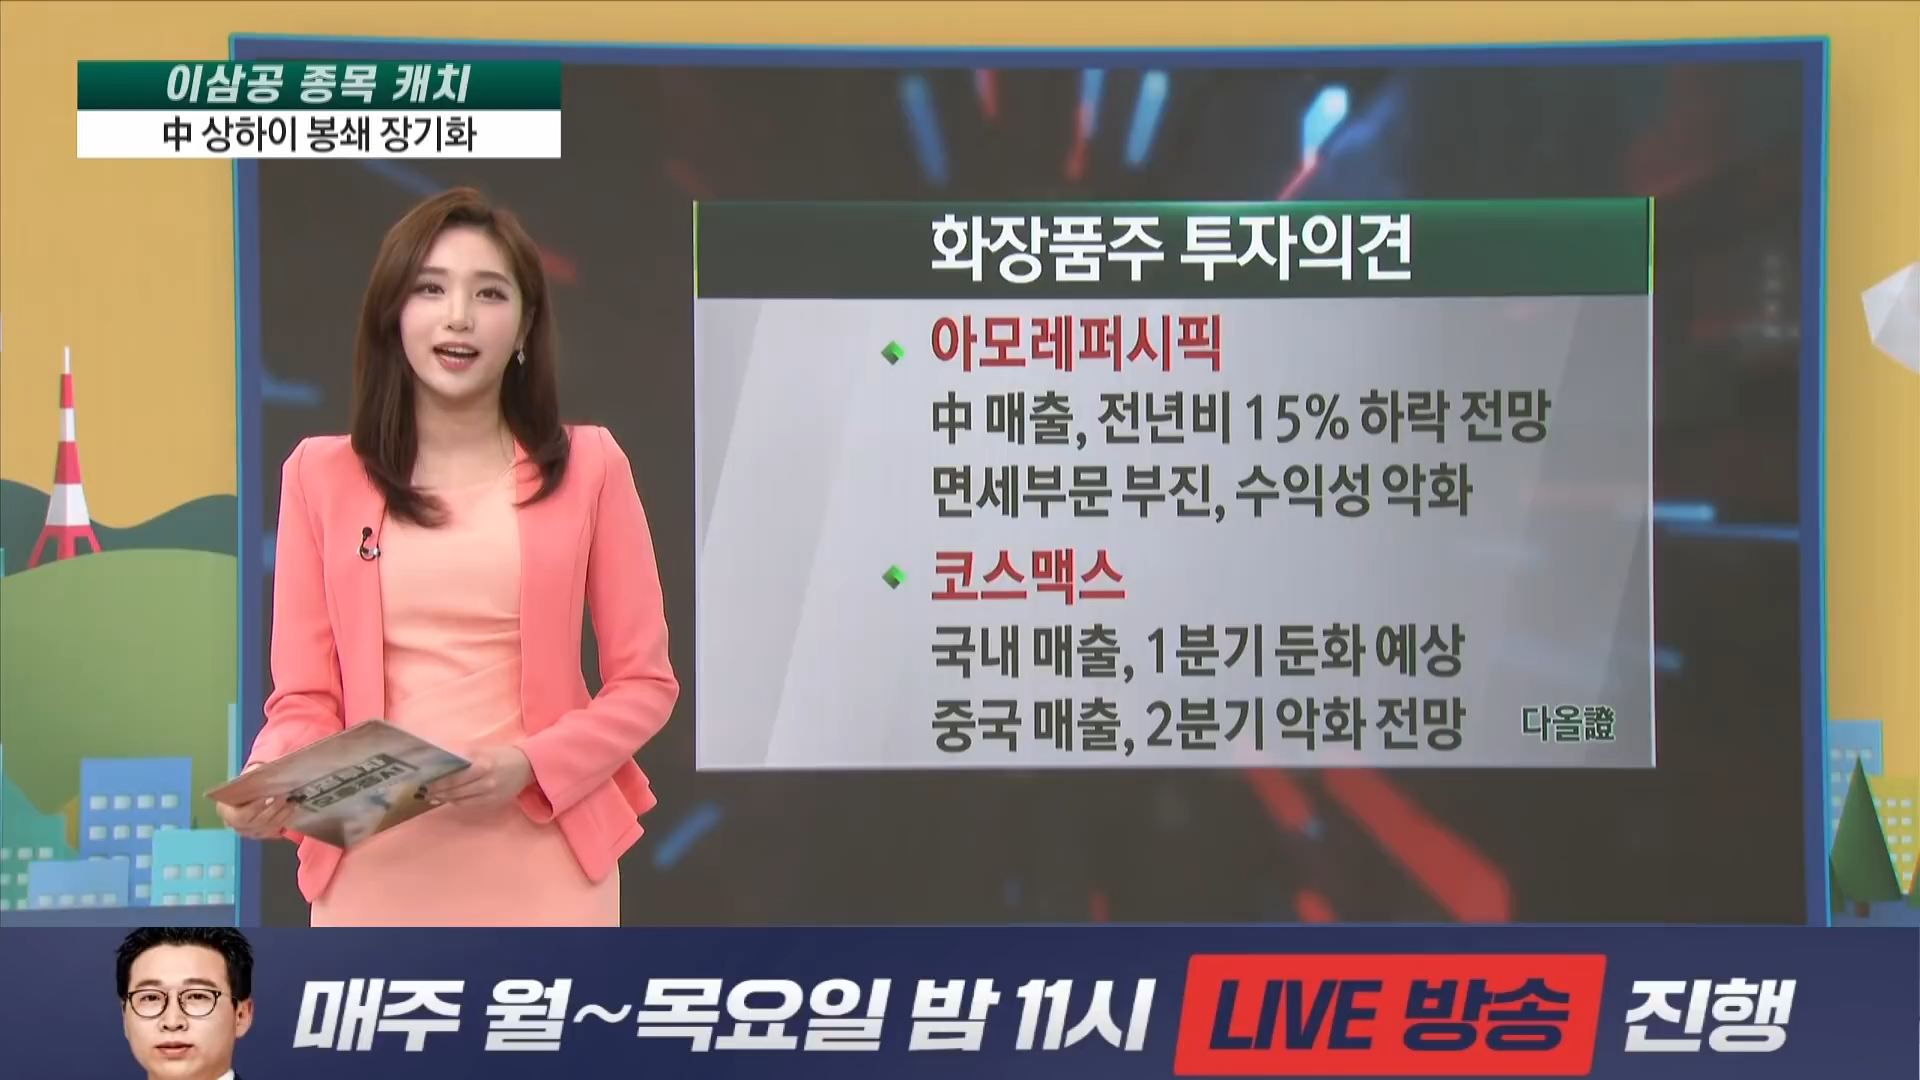 이삼공 종목 캐치
中 상하이 봉쇄 장기화
화장품주 투자의견
아모레퍼시픽
中 매출, 전년비 15% 하락 전망
면세부문 부진, 수익성 악화
코스맥스
국내 매출, 1분기 둔화 예상
중국 매출, 2분기 악화 전망
다올證
매주 월~목요일 밤 11시 LIVE 방송 진행